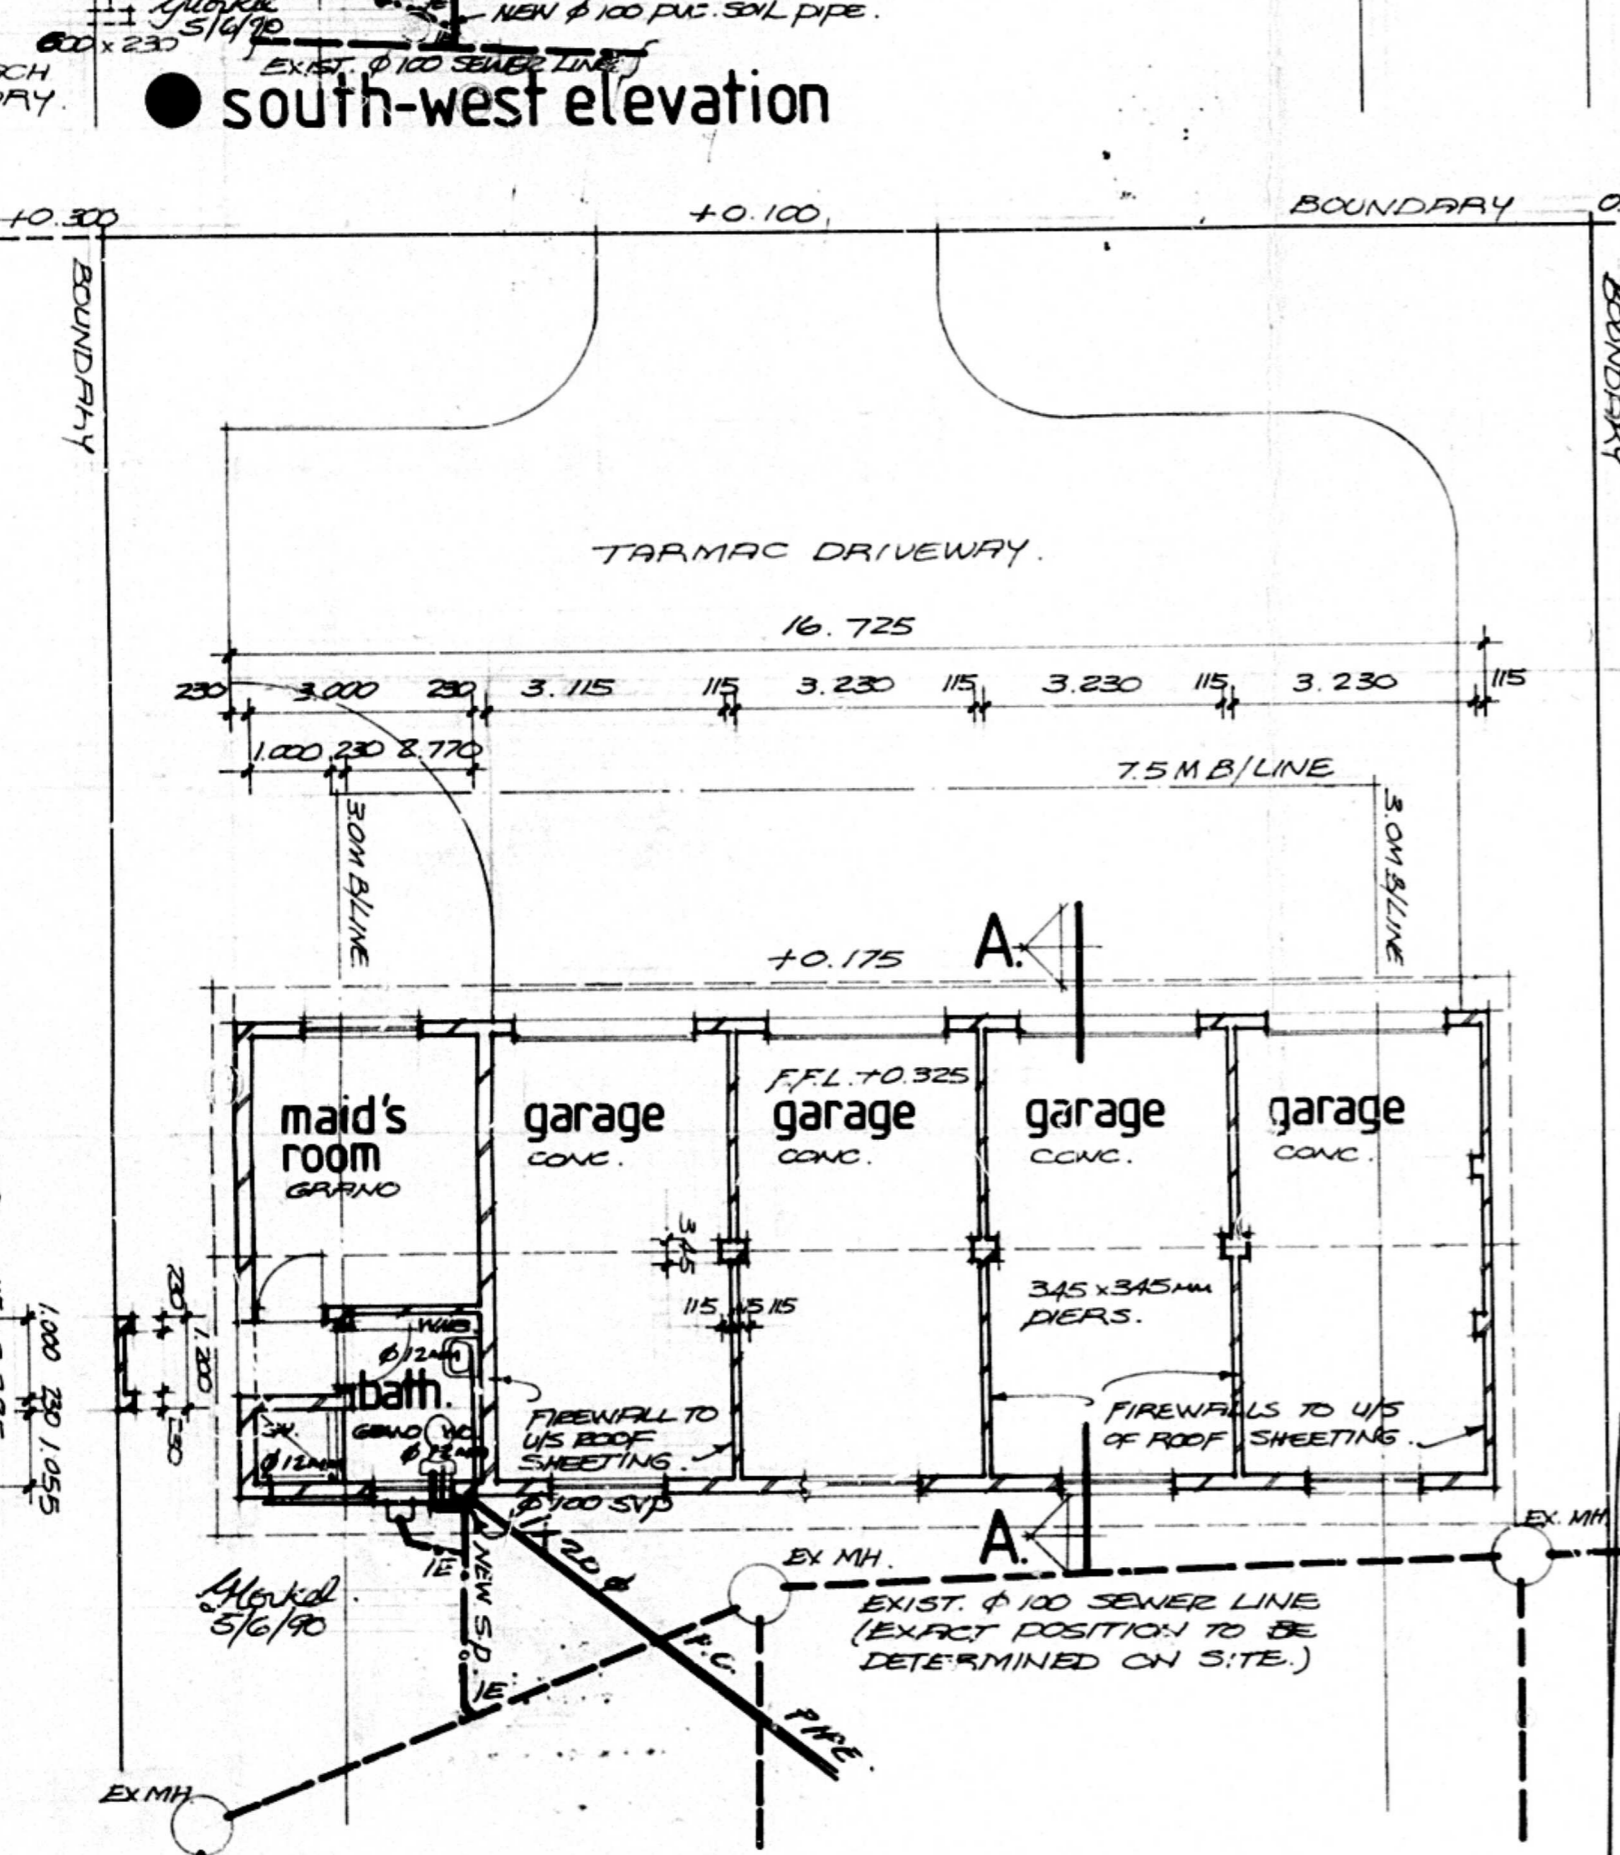 5/6/90
NEW ϕ 100 PVC. SOIL PIPE.
600 x 230
EXIST. ϕ 100 SEWER LINE
south-west elevation
+0.300
+0.100
BOUNDARY
BOUNDARY
BOUNDARY
TARMAC DRIVEWAY.
16.725
230 3.000 230 3.115 115 3.230 115 3.230 115 3.230 115
1.000 230 2.770
7.5M B/LINE
3.0M B/LINE
3.0M B/LINE
+0.175
A.
F.F.L. +0.325
maid's
room
GRANO
garage
CONC.
garage
CONC.
garage
CONC.
garage
CONC.
345
345x345MM
PIERS.
115 115 115
230
1.200
230
1.000 230 1.055
W.H.B.
bath.
GRANO WC
FIREWALL TO
U/S ROOF
SHEETING.
FIREWALLS TO U/S
OF ROOF SHEETING.
ϕ 100 SVP
A.
EX MH.
EX. MH
IE
NEW S.P.
IE
5/6/90
EXIST. ϕ 100 SEWER LINE
(EXACT POSITION TO BE
DETERMINED ON SITE.)
P.C.
PIPE
EX MH